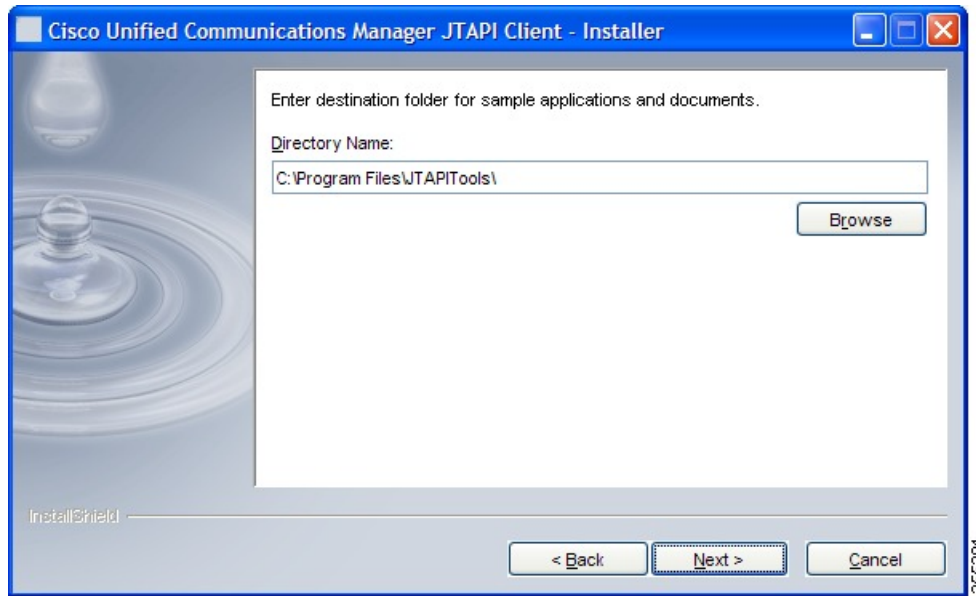 Cisco Unified Communications Manager JTAPI Client - Installer
Enter destination folder for sample applications and documents.
Directory Name:
C:\Program Files\JTAPITools\
Browse
InstallShield
< Back
Next >
Cancel